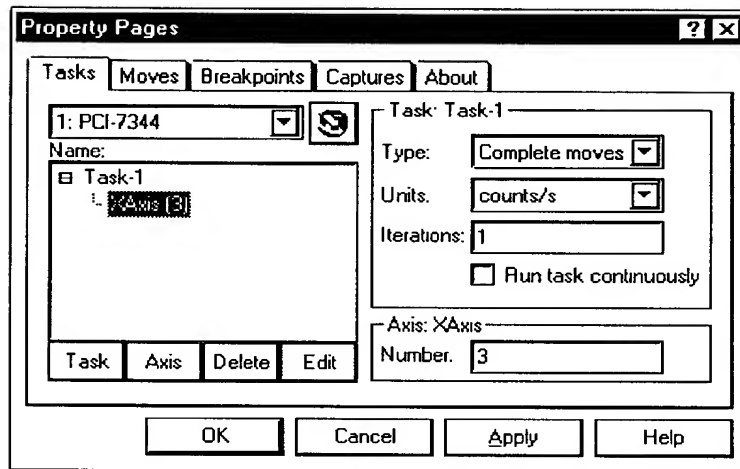 Property Pages
Tasks Moves Breakpoints Captures About
1: PCI-7344
Name:
Task-1
XAxis [3]
Task Axis Delete Edit
Task: Task-1
Type: Complete moves
Units. counts/s
Iterations: 1
Run task continuously
Axis: XAxis
Number. 3
OK Cancel Apply Help